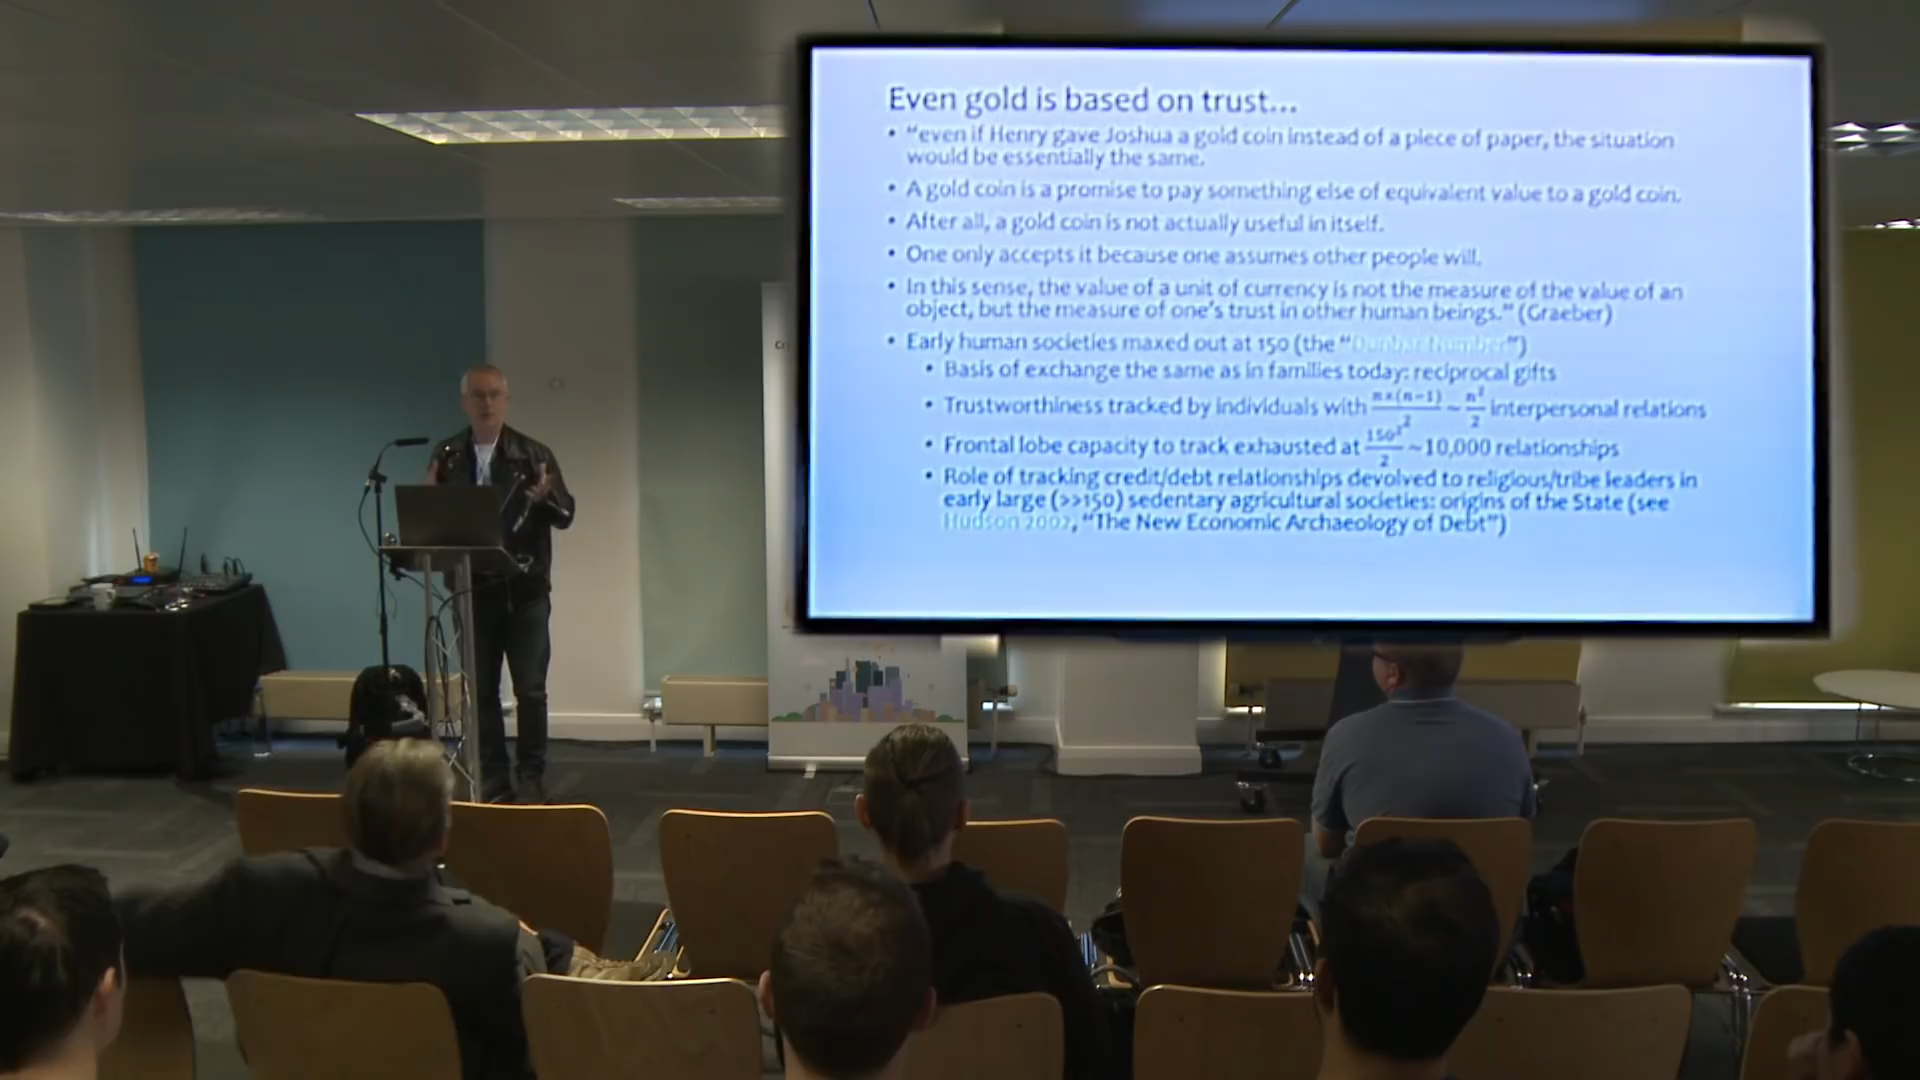 Even gold is based on trust...
• "even if Henry gave Joshua a gold coin instead of a piece of paper, the situation
would be essentially the same.
• A gold coin is a promise to pay something else of equivalent value to a gold coin.
• After all, a gold coin is not actually useful in itself.
• One only accepts it because one assumes other people will.
• In this sense, the value of a unit of currency is not the measure of the value of an
object, but the measure of one's trust in other human beings." (Graeber)
• Early human societies maxed out at 150 (the "Dunbar Number")
• Basis of exchange the same as in families today: reciprocal gifts
• Trustworthiness tracked by individuals with n×(n−1)/2 ~ n²/2 interpersonal relations
• Frontal lobe capacity to track exhausted at 150²/2 ~10,000 relationships
• Role of tracking credit/debt relationships devolved to religious/tribe leaders in
early large (>>150) sedentary agricultural societies: origins of the State (see
Hudson 2002, "The New Economic Archaeology of Debt")